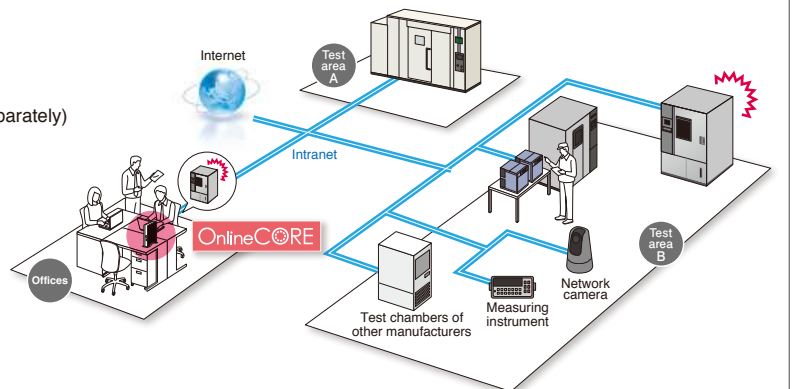 Internet
Test
area
A
parately)
Intranet
OnlineCORE
Test
area
B
Offices
Network
camera
Measuring
instrument
Test chambers of
other manufacturers